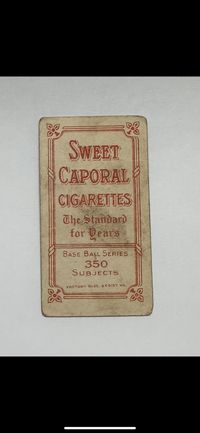 SWEET
CAPORAL
CIGARETTES
The Standard
for Years
BASE BALL SERIES
350
SUBJECTS